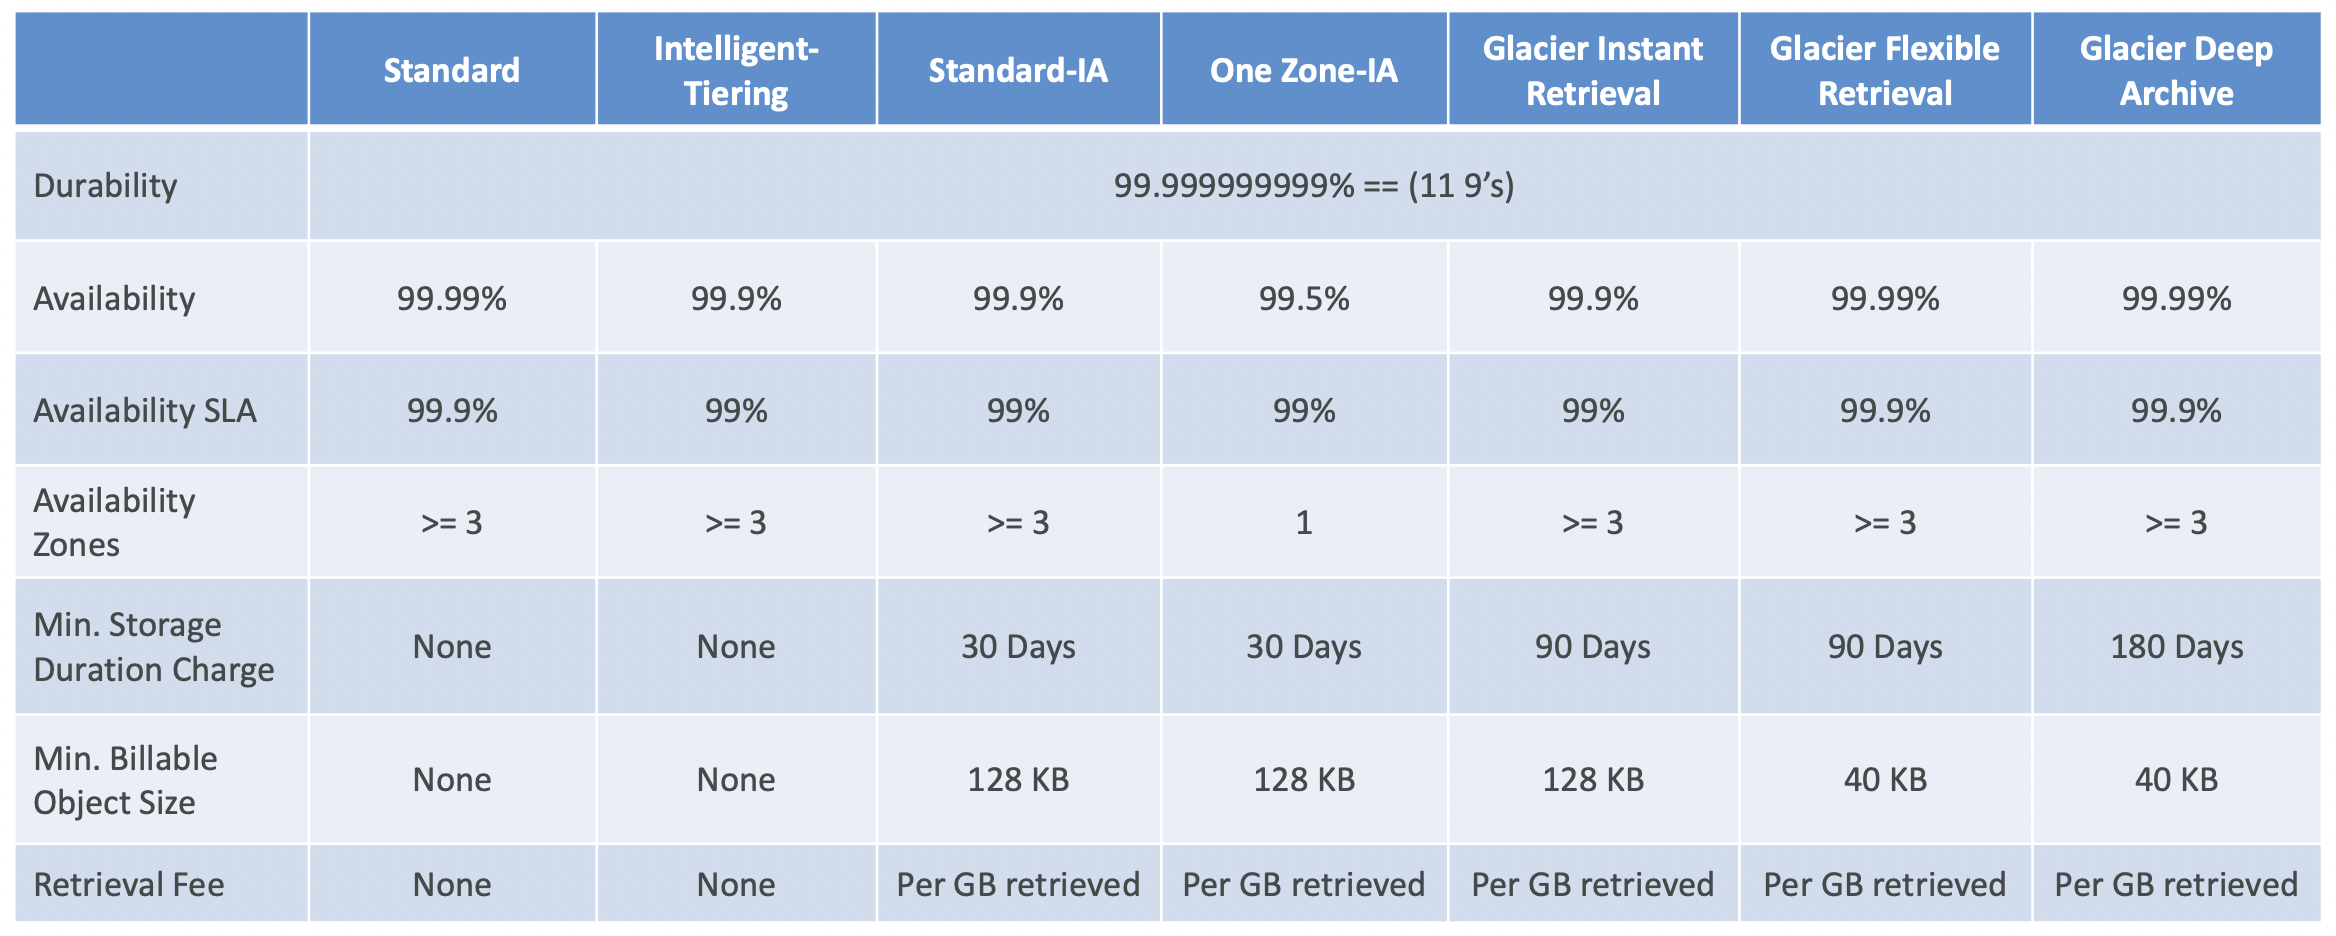 Standard
Intelligent-
Tiering
Standard-IA
One Zone-IA
Glacier Instant
Retrieval
Glacier Flexible
Retrieval
Glacier Deep
Archive
Durability
99.999999999% == (11 9’s)
Availability
99.99%
99.9%
99.9%
99.5%
99.9%
99.99%
99.99%
Availability SLA
99.9%
99%
99%
99%
99%
99.9%
99.9%
Availability
Zones
>= 3
>= 3
>= 3
1
>= 3
>= 3
>= 3
Min. Storage
Duration Charge
None
None
30 Days
30 Days
90 Days
90 Days
180 Days
Min. Billable
Object Size
None
None
128 KB
128 KB
128 KB
40 KB
40 KB
Retrieval Fee
None
None
Per GB retrieved
Per GB retrieved
Per GB retrieved
Per GB retrieved
Per GB retrieved